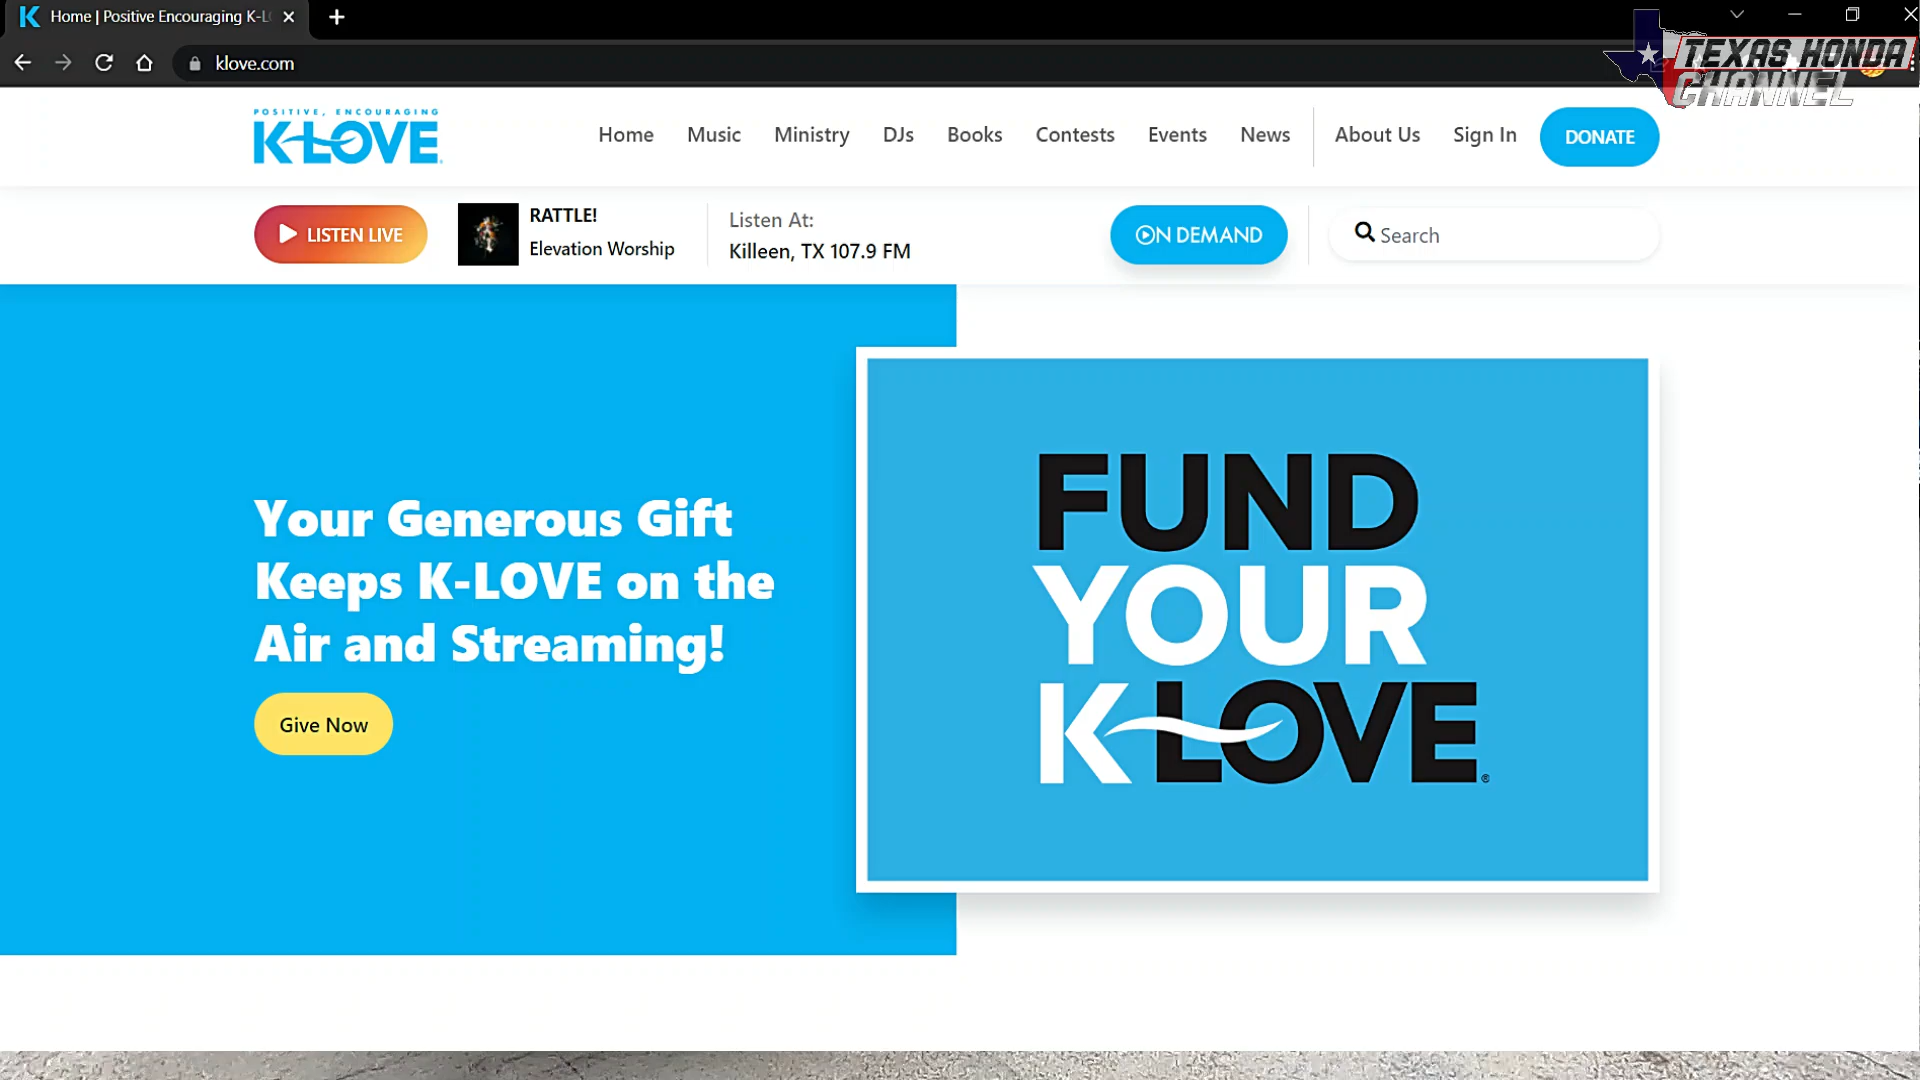 Home | Positive Encouraging K-L
klove.com
TEXAS HONDA
CHANNEL
POSITIVE, ENCOURAGING
K-LOVE
Home Music Ministry DJs Books Contests Events News About Us Sign In DONATE
LISTEN LIVE
RATTLE!
Elevation Worship
Listen At:
Killeen, TX 107.9 FM
ON DEMAND
Search
Your Generous Gift
Keeps K-LOVE on the
Air and Streaming!
Give Now
FUND
YOUR
K-LOVE®